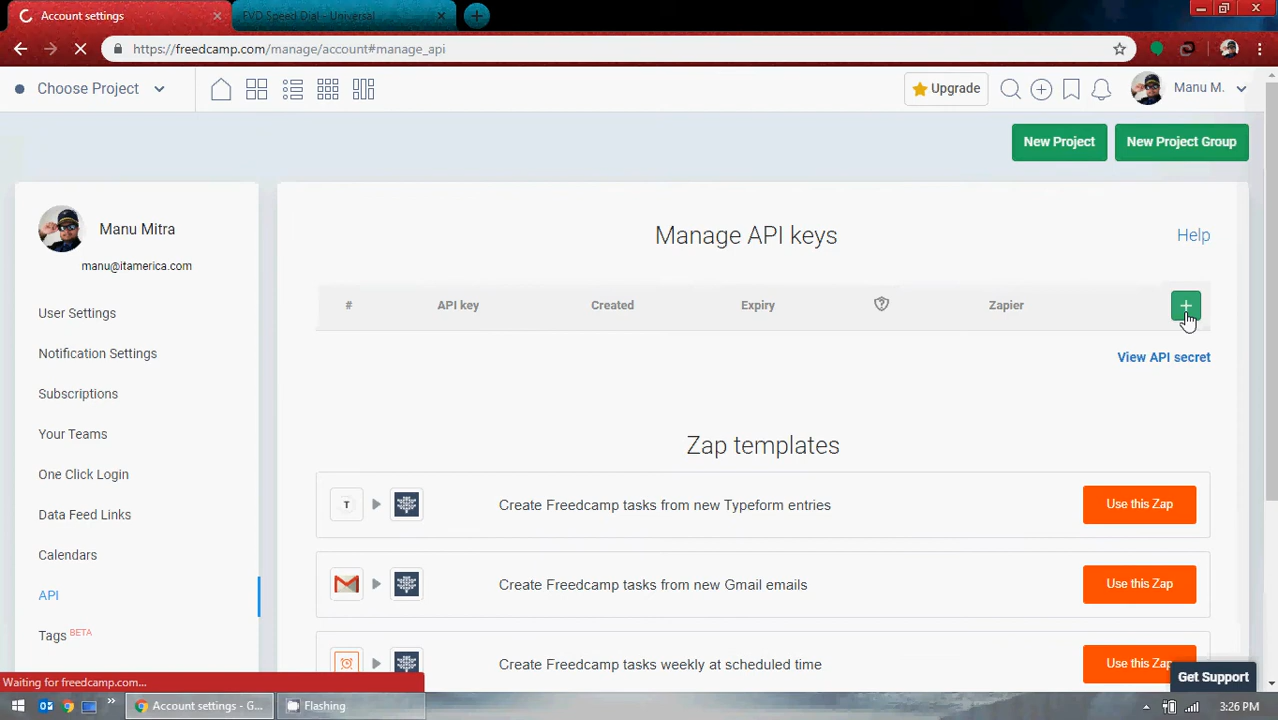 Account settings
FVD Speed Dial - Universal
https://freedcamp.com/manage/account#manage_api
Choose Project
Upgrade
Manu M.
New Project
New Project Group
Manu Mitra
manu@itamerica.com
User Settings
Notification Settings
Subscriptions
Your Teams
One Click Login
Data Feed Links
Calendars
API
Tags BETA
Manage API keys
Help
# API key Created Expiry Zapier
View API secret
Zap templates
T
Create Freedcamp tasks from new Typeform entries
Use this Zap
Create Freedcamp tasks from new Gmail emails
Use this Zap
Create Freedcamp tasks weekly at scheduled time
Use this Zap
Get Support
Waiting for freedcamp.com...
Account settings - G...
Flashing
3:26 PM